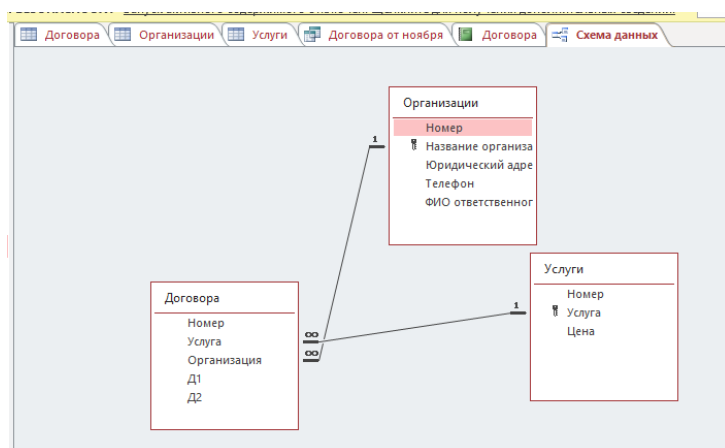 Договора Организации Услуги Договора от ноября Договора Схема данных
Организации
Номер
Название организа
Юридический адре
Телефон
ФИО ответственног
1
Услуги
Номер
Услуга
Цена
1
Договора
Номер
Услуга
Организация
Д1
Д2
∞
∞